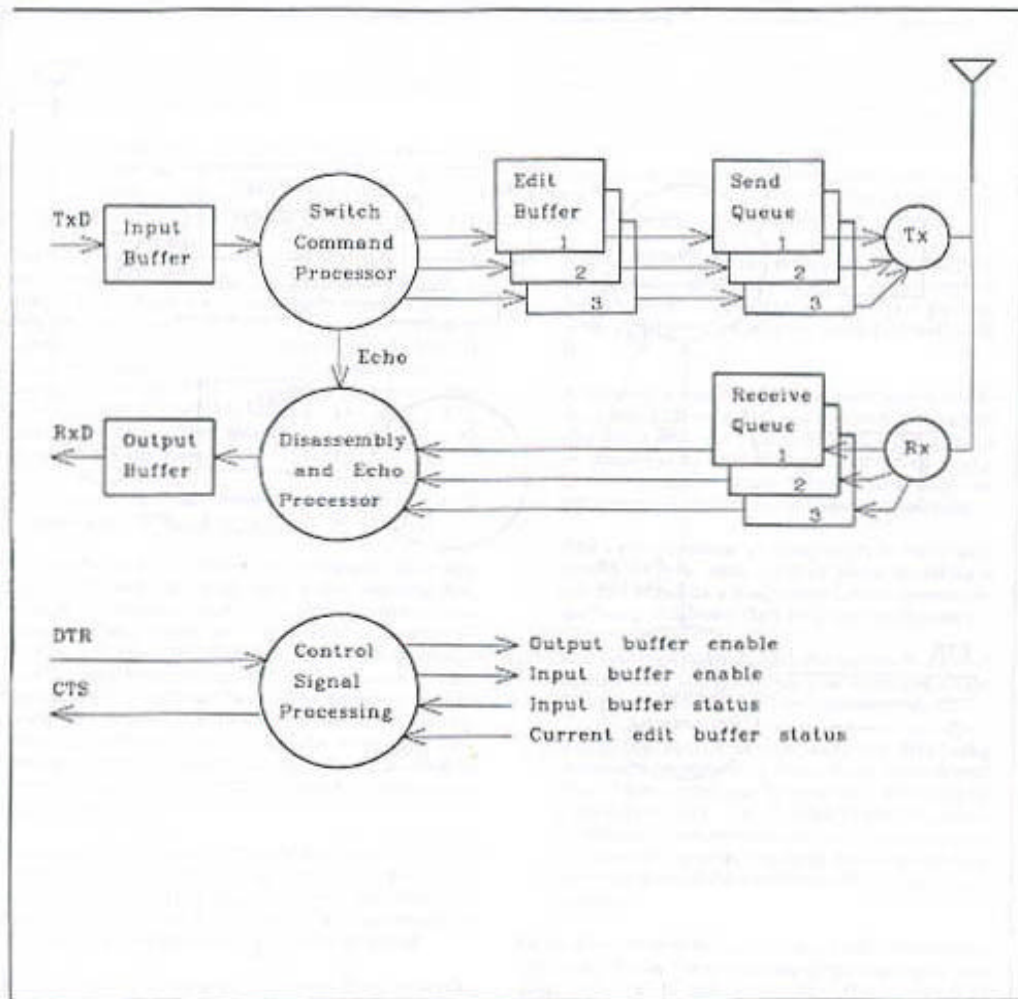 TxD
Input
Buffer
Switch
Command
Processor
Edit
Buffer
1
2
3
Send
Queue
1
2
3
Tx
Echo
RxD
Output
Buffer
Disassembly
and Echo
Processor
Receive
Queue
1
2
3
Rx
DTR
CTS
Control
Signal
Processing
Output buffer enable
Input buffer enable
Input buffer status
Current edit buffer status